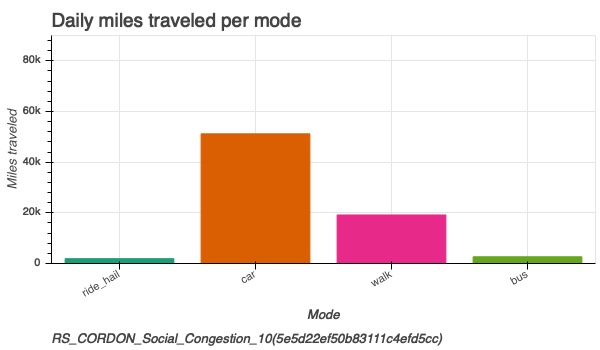 Daily miles traveled per mode
80k
60k
40k
20k
0
Miles traveled
ride_hail
car
walk
bus
Mode
RS_CORDON_Social_Congestion_10(5e5d22ef50b83111c4efd5cc)